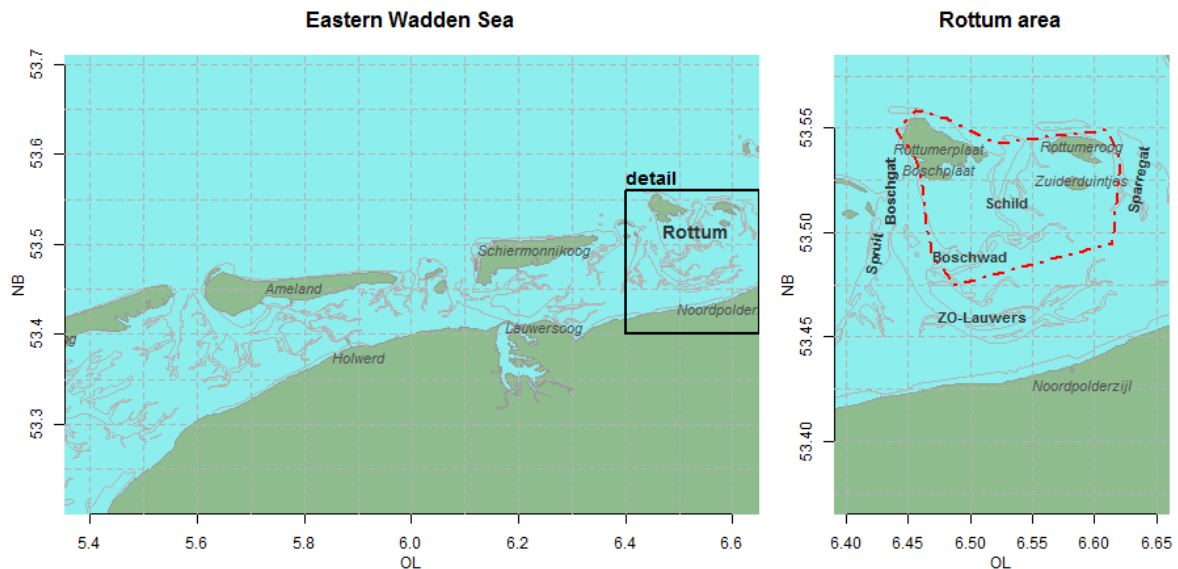 Eastern Wadden Sea
Rottum area
53.7
53.6
53.5
53.4
53.3
NB
detail
Rottum
Schiermonnikoog
Ameland
Lauwersoog
Holwerd
Noordpolderz
og
5.4
5.6
5.8
6.0
6.2
6.4
6.6
OL
53.55
53.50
53.45
53.40
NB
Rottumerplaat
Boschplaat
Rottumeroog
Zuiderduintjes
Boschgat
Sparregat
Schild
Spruit
Boschwad
ZO-Lauwers
Noordpolderzijl
6.40
6.45
6.50
6.55
6.60
6.65
OL